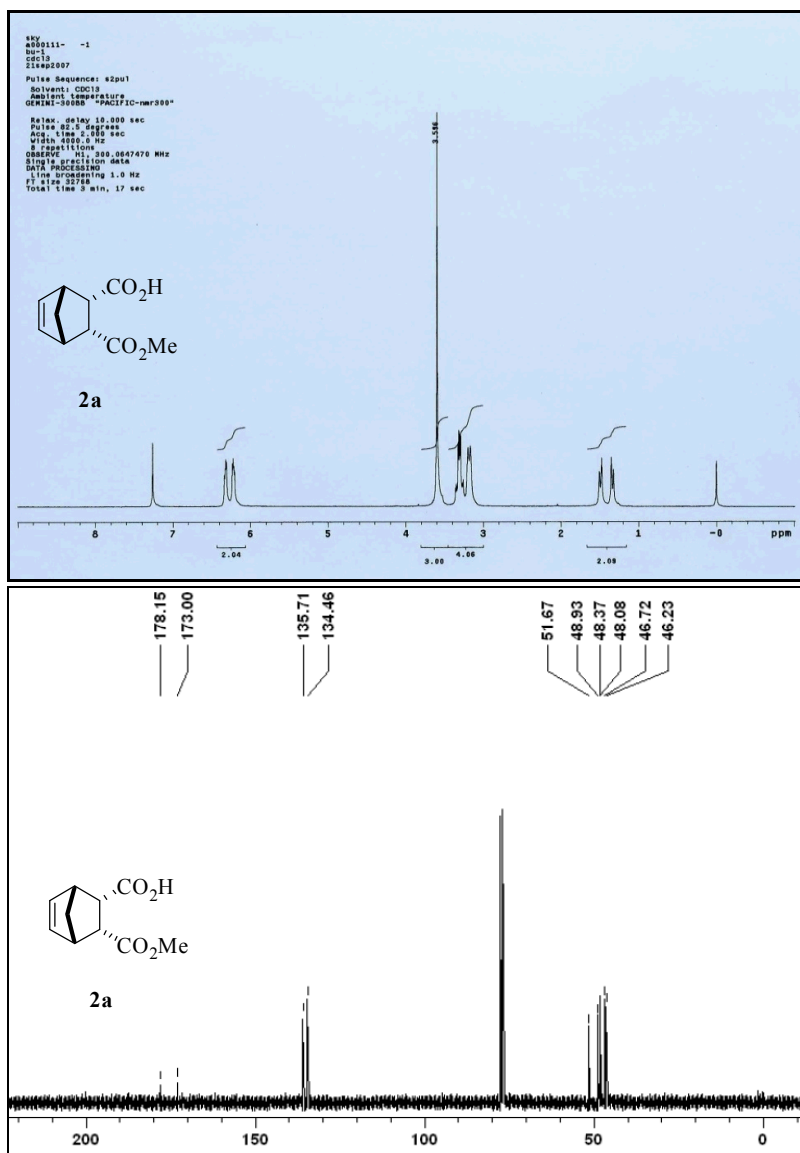 sky
a000111-   -1
bu-1
cdcl3
21sep2007
Pulse Sequence: s2pul
Solvent: CDCl3
Ambient temperature
GEMINI-300BB  "PACIFIC-nmr300"
Relax. delay 10.000 sec
Pulse 82.5 degrees
Acq. time 2.000 sec
Width 4000.0 Hz
8 repetitions
OBSERVE   H1, 300.0647470 MHz
Single precision data
DATA PROCESSING
Line broadening 1.0 Hz
FT size 32768
Total time 3 min, 17 sec
3.596
CO2H
CO2Me
2a
8 7 6 5 4 3 2 1 -0 ppm
2.04 3.00 4.06
178.15 173.00 135.71 134.46 51.67 48.93 48.37 48.08 46.72 46.23
CO2H
CO2Me
2a
200 150 100 50 0